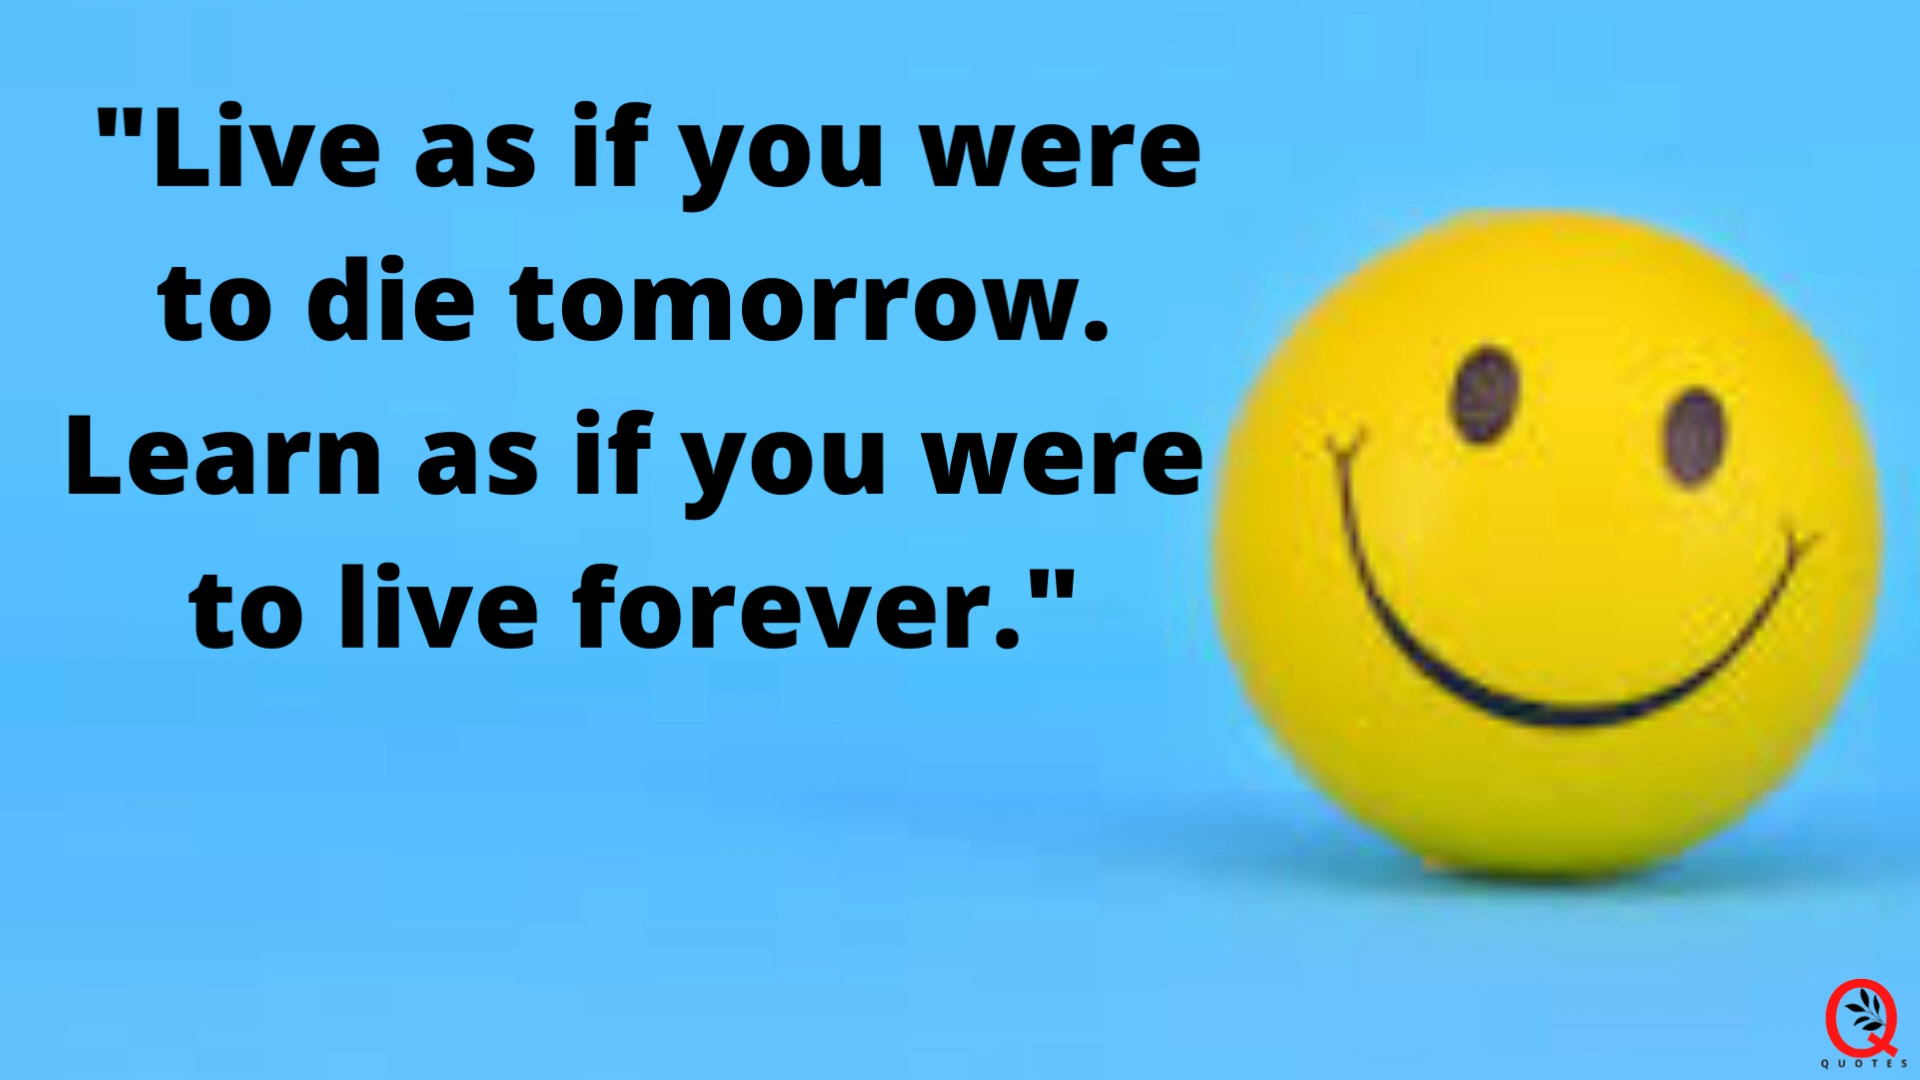 "Live as if you were
to die tomorrow.
Learn as if you were
to live forever."
Q
QUOTES